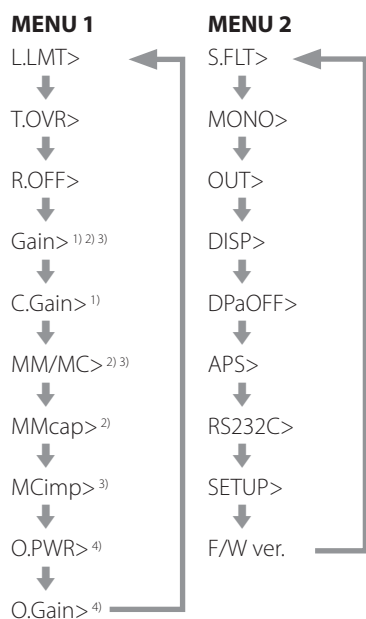 MENU 1
L.LMT>
T.OVR>
R.OFF>
Gain> 1) 2) 3)
C.Gain> 1)
MM/MC> 2) 3)
MMcap> 2)
MCimp> 3)
O.PWR> 4)
O.Gain> 4)
MENU 2
S.FLT>
MONO>
OUT>
DISP>
DPaOFF>
APS>
RS232C>
SETUP>
F/W ver.